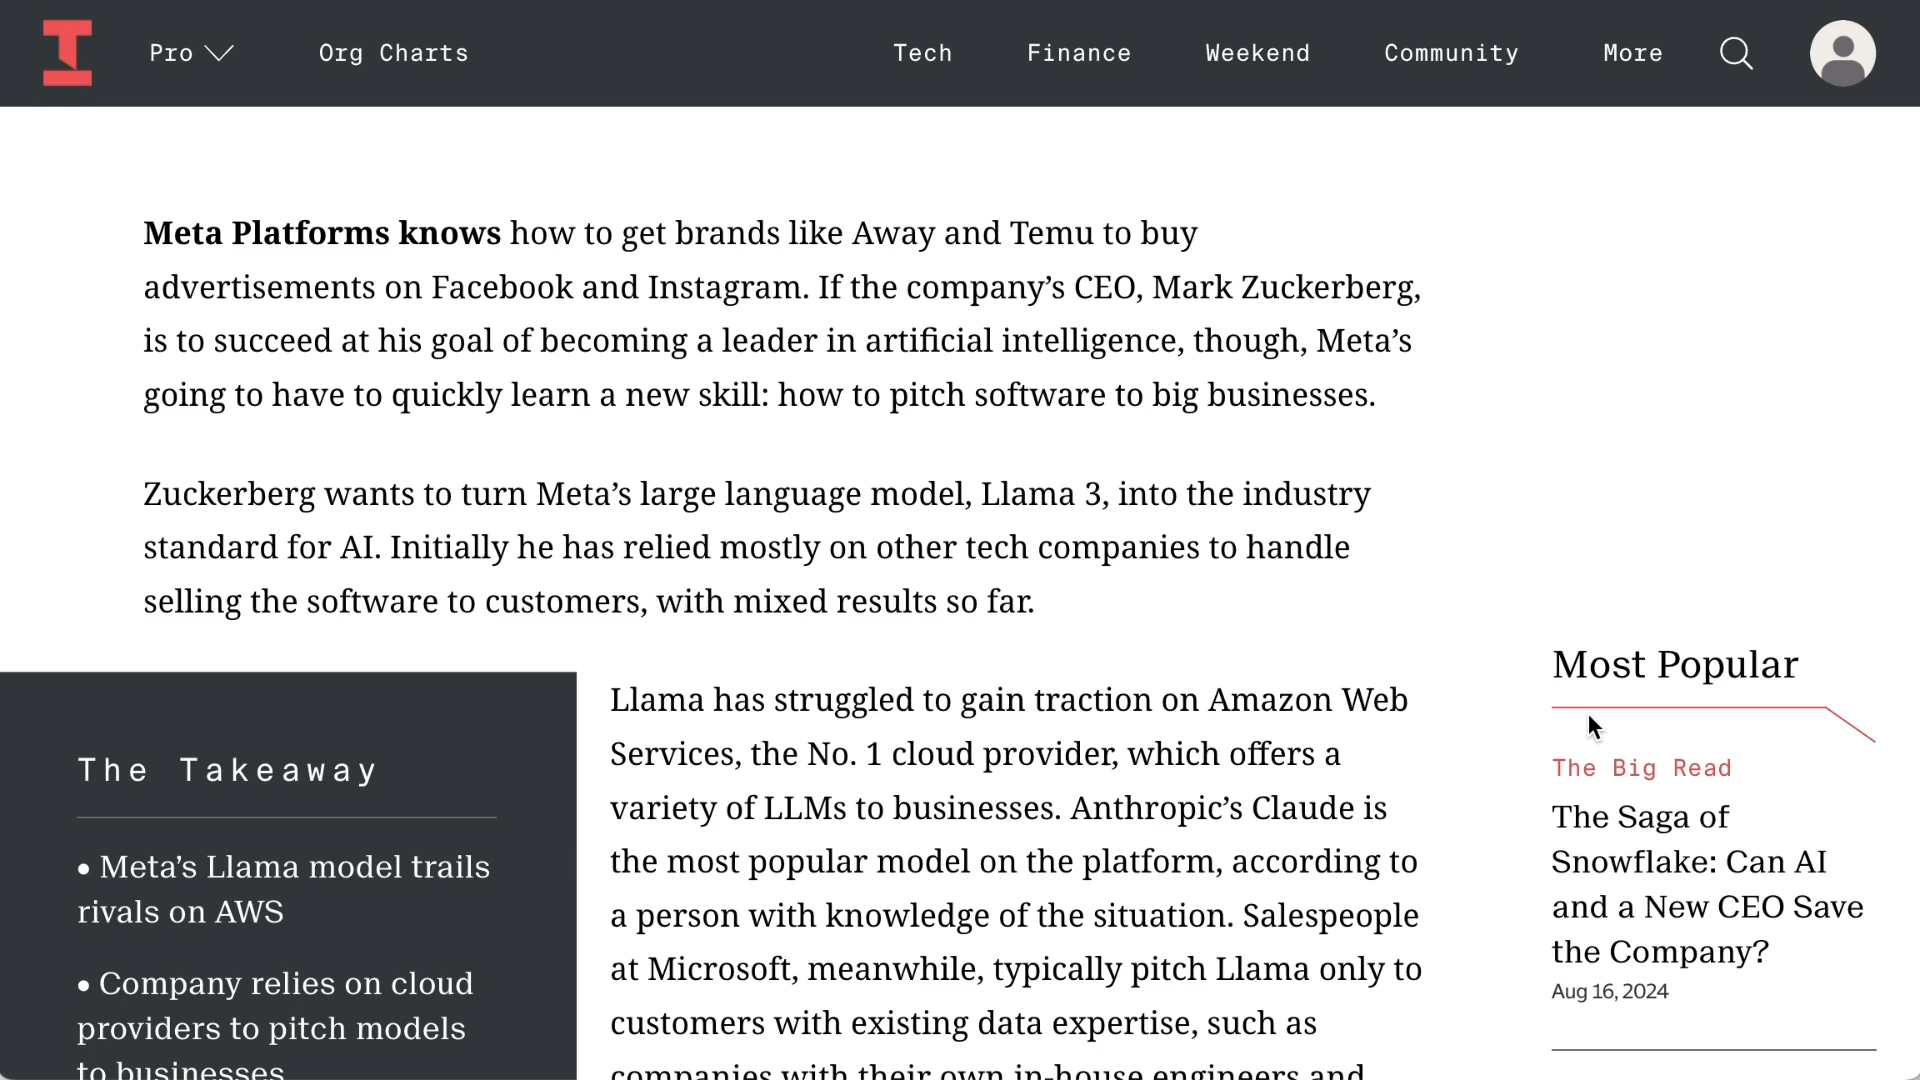 Pro
Org Charts
Tech
Finance
Weekend
Community
More
Meta Platforms knows how to get brands like Away and Temu to buy
advertisements on Facebook and Instagram. If the company’s CEO, Mark Zuckerberg,
is to succeed at his goal of becoming a leader in artificial intelligence, though, Meta’s
going to have to quickly learn a new skill: how to pitch software to big businesses.
Zuckerberg wants to turn Meta’s large language model, Llama 3, into the industry
standard for AI. Initially he has relied mostly on other tech companies to handle
selling the software to customers, with mixed results so far.
The Takeaway
• Meta’s Llama model trails
rivals on AWS
• Company relies on cloud
providers to pitch models
to businesses
Llama has struggled to gain traction on Amazon Web
Services, the No. 1 cloud provider, which offers a
variety of LLMs to businesses. Anthropic’s Claude is
the most popular model on the platform, according to
a person with knowledge of the situation. Salespeople
at Microsoft, meanwhile, typically pitch Llama only to
customers with existing data expertise, such as
companies with their own in-house engineers and
Most Popular
The Big Read
The Saga of
Snowflake: Can AI
and a New CEO Save
the Company?
Aug 16, 2024